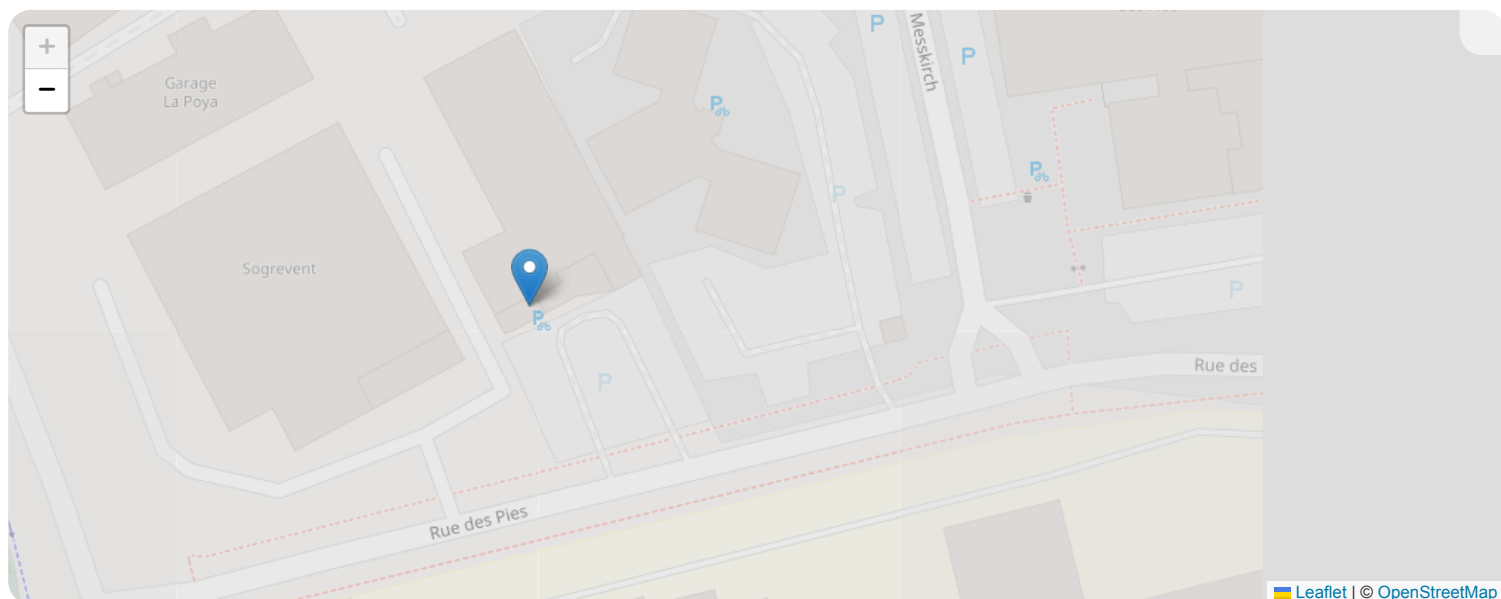 +
−
Garage
La Poya
Sogrevent
P
P
P
P
Messkirch
P
P
P
P
P
Rue des
Rue des Pies
Leaflet | © OpenStreetMap